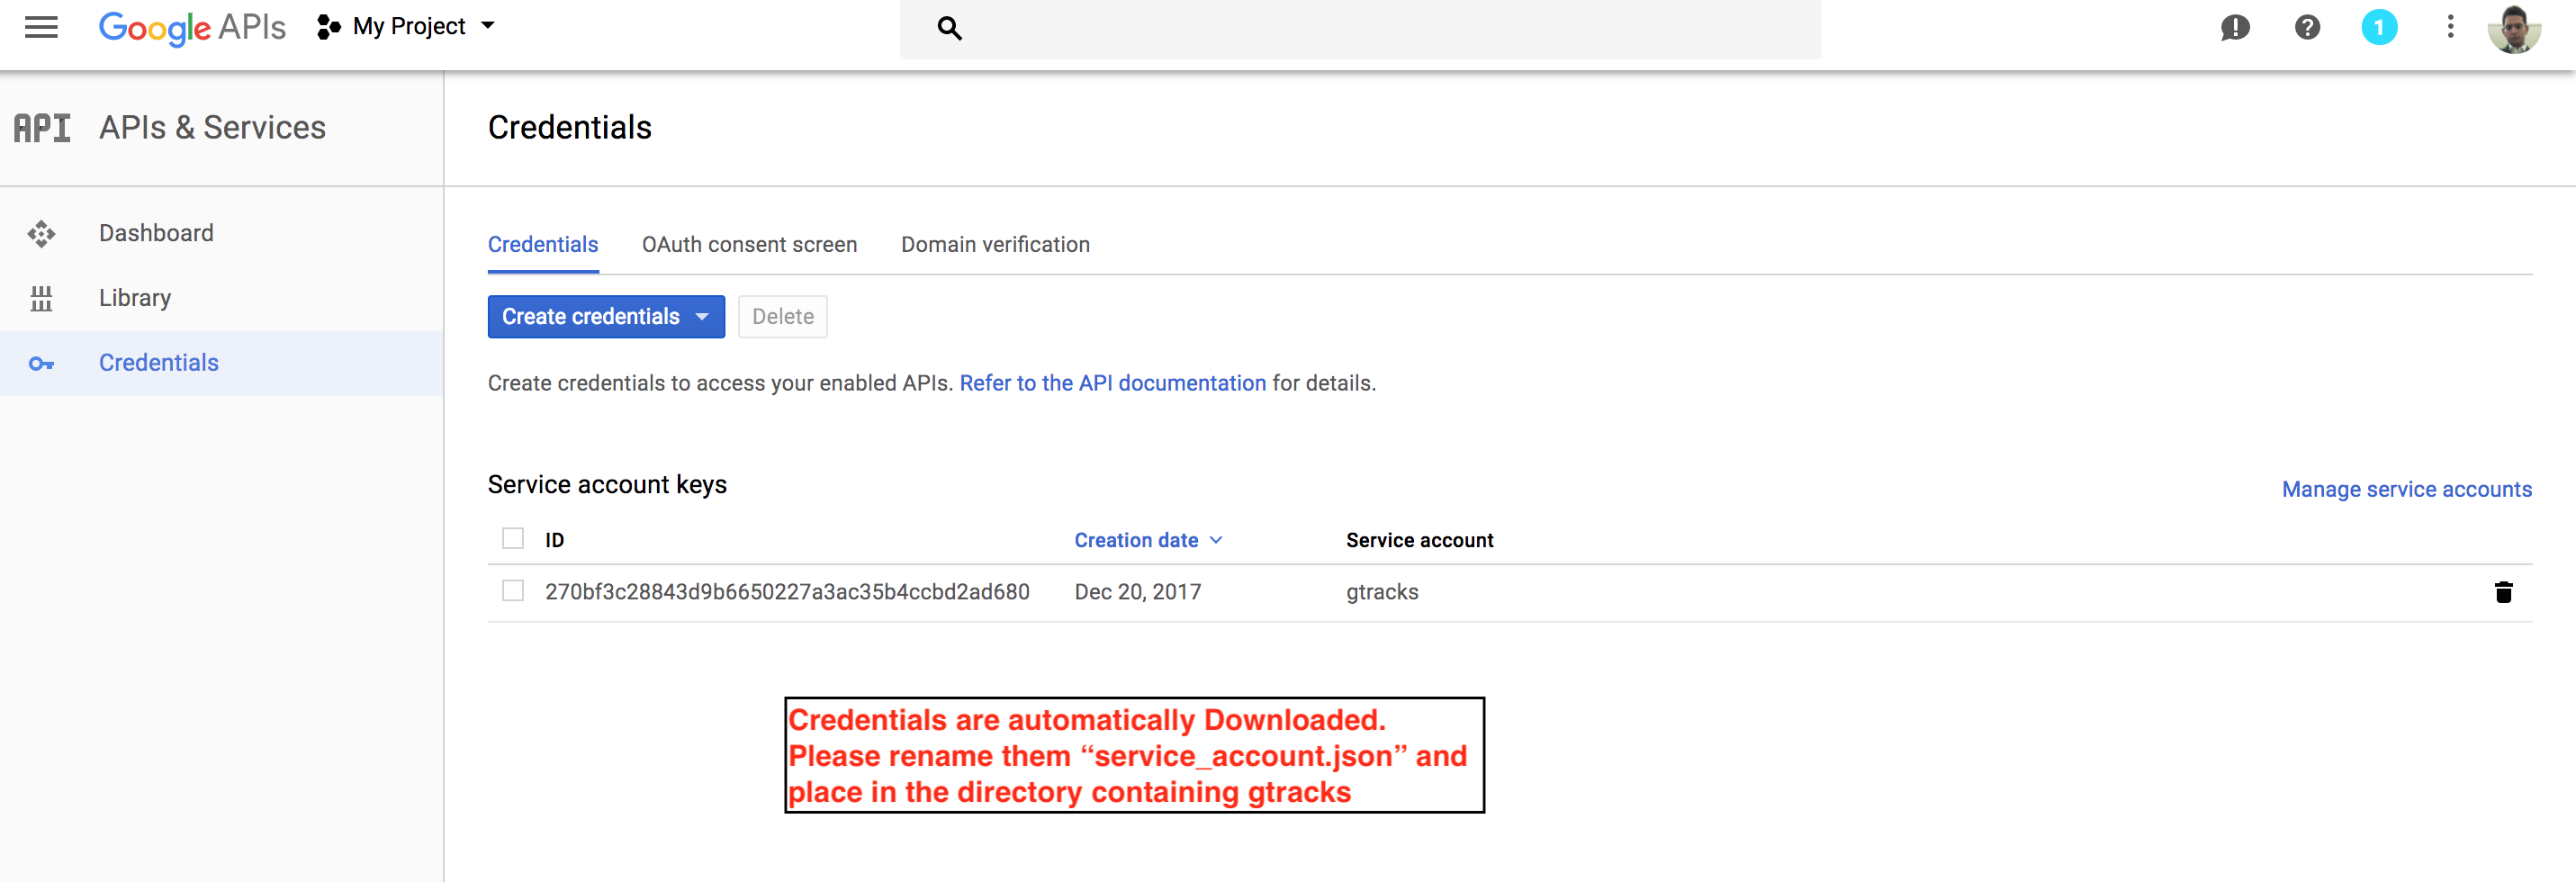 Google APIs
My Project
1
API
APIs & Services
Credentials
Dashboard
Library
Credentials
Credentials
OAuth consent screen
Domain verification
Create credentials
Delete
Create credentials to access your enabled APIs. Refer to the API documentation for details.
Service account keys
Manage service accounts
ID
Creation date
Service account
270bf3c28843d9b6650227a3ac35b4ccbd2ad680
Dec 20, 2017
gtracks
Credentials are automatically Downloaded.
Please rename them “service_account.json” and
place in the directory containing gtracks